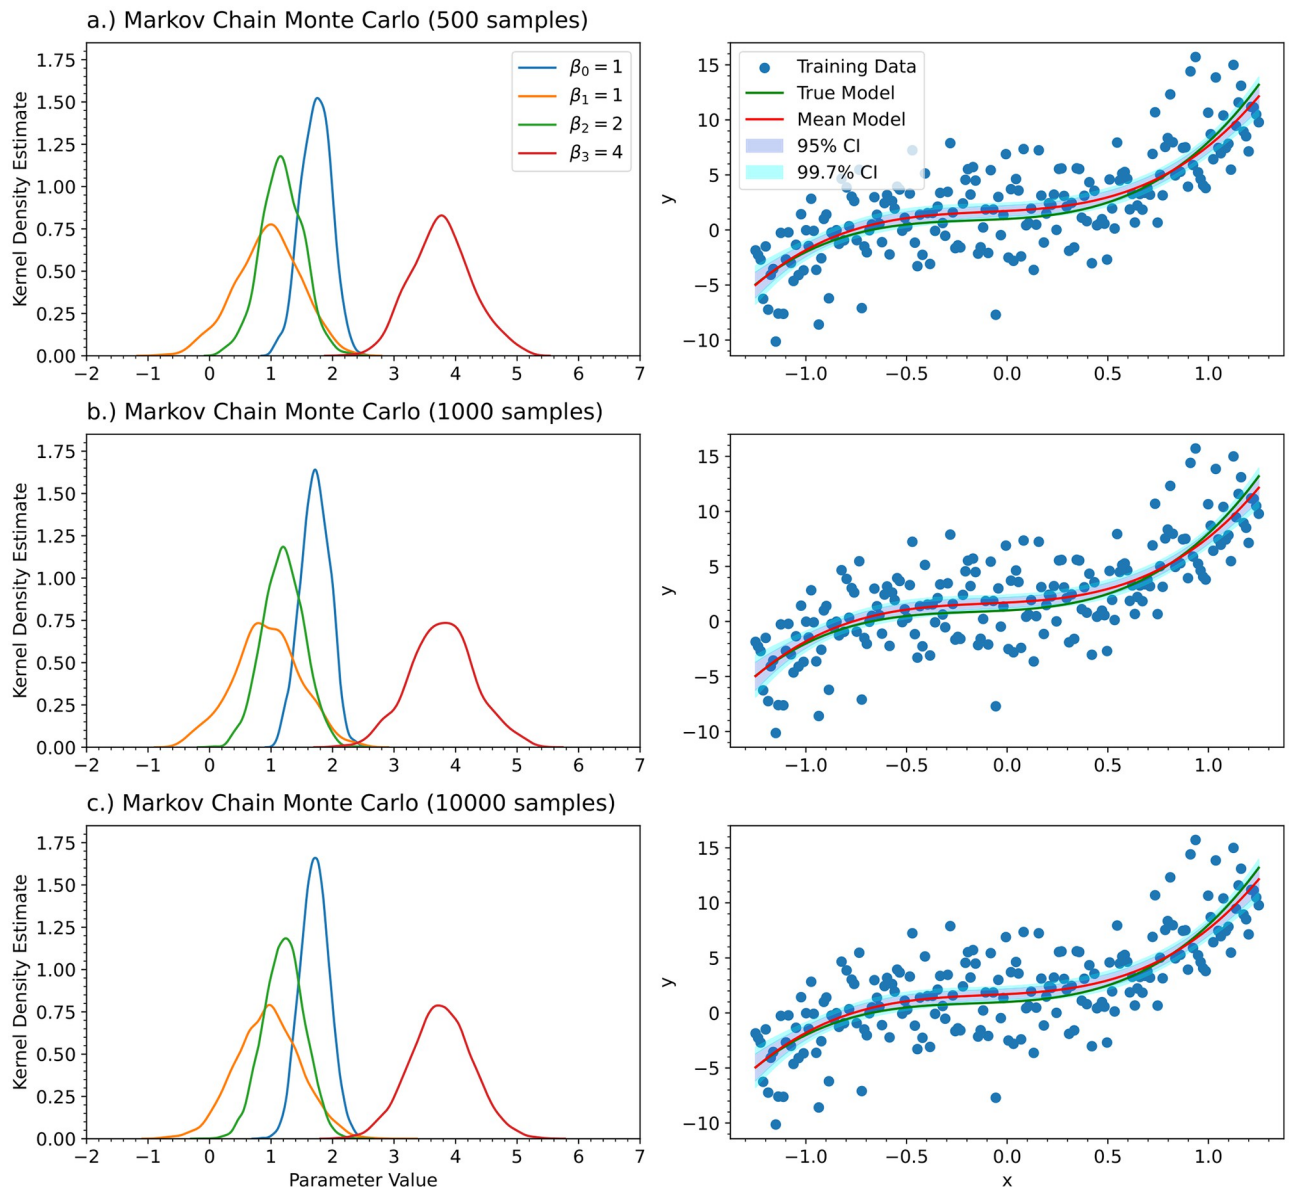 a.) Markov Chain Monte Carlo (500 samples)
Kernel Density Estimate
1.75
1.50
1.25
1.00
0.75
0.50
0.25
0.00
−2 −1 0 1 2 3 4 5 6 7
β₀ = 1
β₁ = 1
β₂ = 2
β₃ = 4
y
15
10
5
0
−5
−10
−1.0 −0.5 0.0 0.5 1.0
Training Data
True Model
Mean Model
95% CI
99.7% CI
b.) Markov Chain Monte Carlo (1000 samples)
Kernel Density Estimate
1.75
1.50
1.25
1.00
0.75
0.50
0.25
0.00
−2 −1 0 1 2 3 4 5 6 7
y
15
10
5
0
−5
−10
−1.0 −0.5 0.0 0.5 1.0
c.) Markov Chain Monte Carlo (10000 samples)
Kernel Density Estimate
1.75
1.50
1.25
1.00
0.75
0.50
0.25
0.00
−2 −1 0 1 2 3 4 5 6 7
Parameter Value
y
15
10
5
0
−5
−10
−1.0 −0.5 0.0 0.5 1.0
x